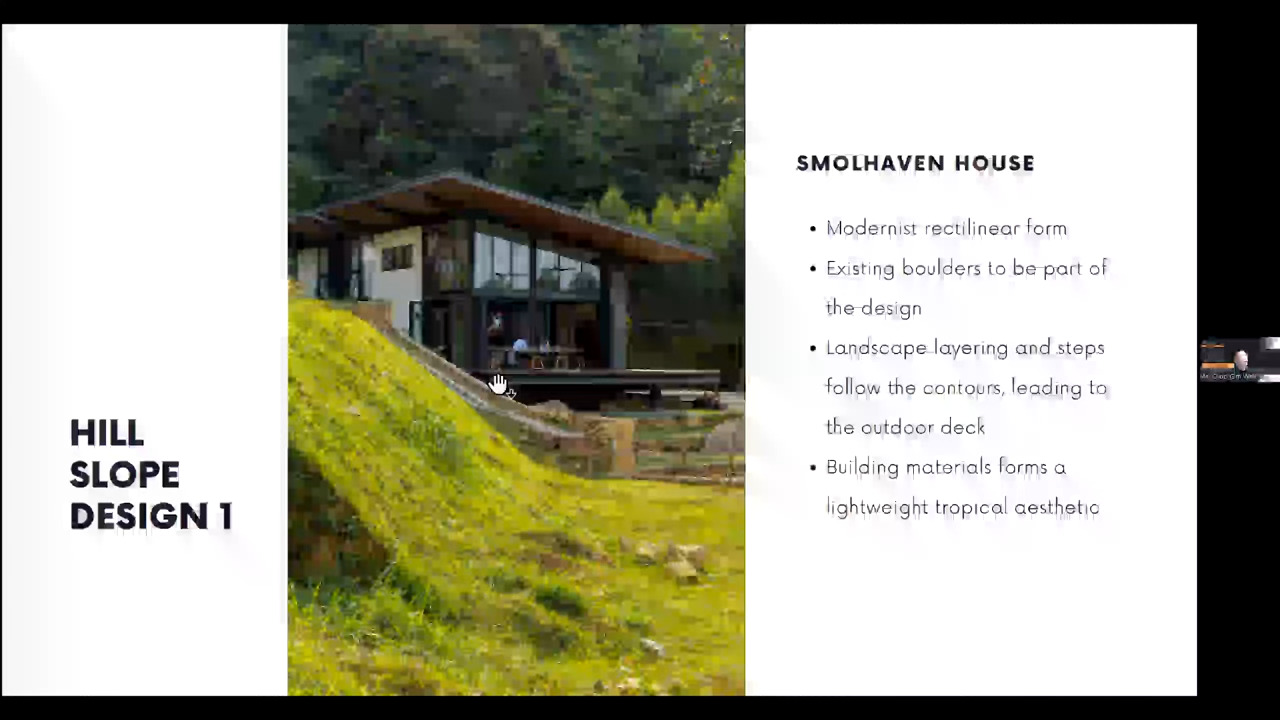 HILL
SLOPE
DESIGN 1
SMOLHAVEN HOUSE
• Modernist rectilinear form
• Existing boulders to be part of
the design
• Landscape layering and steps
follow the contours, leading to
the outdoor deck
• Building materials forms a
lightweight tropical aesthetic